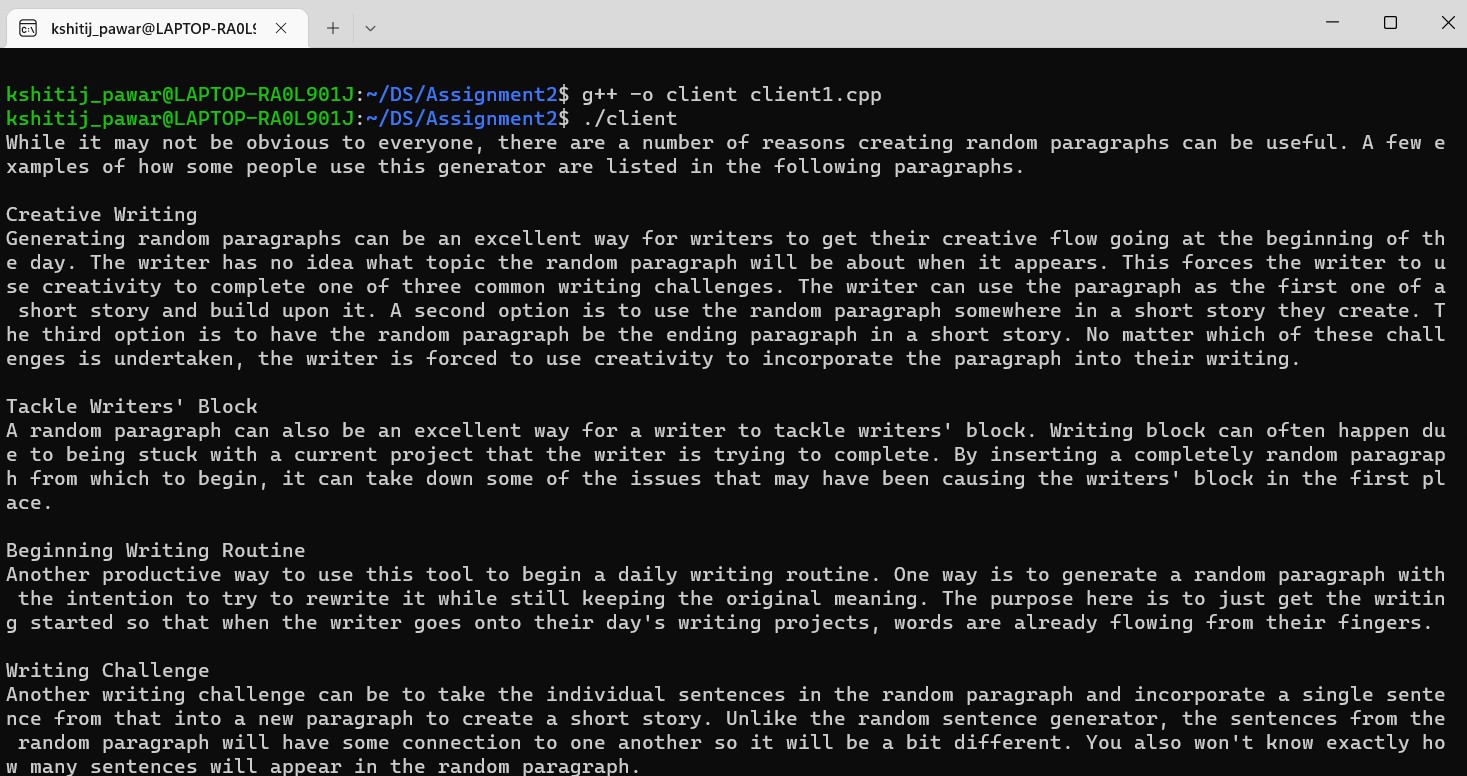 kshitij_pawar@LAPTOP-RA0L9
kshitij_pawar@LAPTOP-RA0L901J:~/DS/Assignment2$ g++ -o client client1.cpp
kshitij_pawar@LAPTOP-RA0L901J:~/DS/Assignment2$ ./client
While it may not be obvious to everyone, there are a number of reasons creating random paragraphs can be useful. A few e
xamples of how some people use this generator are listed in the following paragraphs.
Creative Writing
Generating random paragraphs can be an excellent way for writers to get their creative flow going at the beginning of th
e day. The writer has no idea what topic the random paragraph will be about when it appears. This forces the writer to u
se creativity to complete one of three common writing challenges. The writer can use the paragraph as the first one of a
 short story and build upon it. A second option is to use the random paragraph somewhere in a short story they create. T
he third option is to have the random paragraph be the ending paragraph in a short story. No matter which of these chall
enges is undertaken, the writer is forced to use creativity to incorporate the paragraph into their writing.
Tackle Writers' Block
A random paragraph can also be an excellent way for a writer to tackle writers' block. Writing block can often happen du
e to being stuck with a current project that the writer is trying to complete. By inserting a completely random paragrap
h from which to begin, it can take down some of the issues that may have been causing the writers' block in the first pl
ace.
Beginning Writing Routine
Another productive way to use this tool to begin a daily writing routine. One way is to generate a random paragraph with
 the intention to try to rewrite it while still keeping the original meaning. The purpose here is to just get the writin
g started so that when the writer goes onto their day's writing projects, words are already flowing from their fingers.
Writing Challenge
Another writing challenge can be to take the individual sentences in the random paragraph and incorporate a single sente
nce from that into a new paragraph to create a short story. Unlike the random sentence generator, the sentences from the
 random paragraph will have some connection to one another so it will be a bit different. You also won't know exactly ho
w many sentences will appear in the random paragraph.